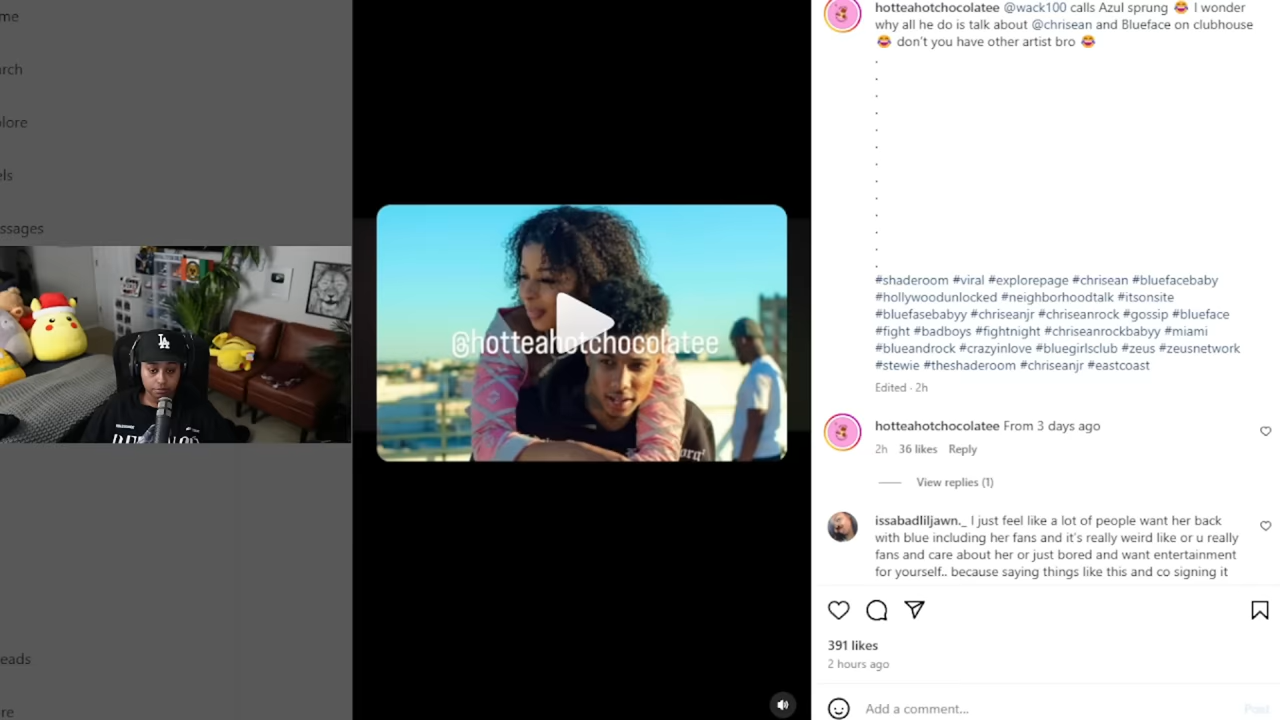 me
arch
lore
els
ssages
eads
re
LA
@hotteahotchocolatee
hotteahotchocolatee @wack100 calls Azul sprung 😂 I wonder
why all he do is talk about @chrisean and Blueface on clubhouse
😂 don't you have other artist bro 😂
.
.
.
.
.
.
.
.
.
.
.
.
.
#shaderoom #viral #explorepage #chrisean #bluefacebaby
#hollywoodunlocked #neighborhoodtalk #itsonsite
#bluefasebabyy #chriseanjr #chriseanrock #gossip #blueface
#fight #badboys #fightnight #chriseanrockbabyy #miami
#blueandrock #crazyinlove #bluegirlsclub #zeus #zeusnetwork
#stewie #theshaderoom #chriseanjr #eastcoast
Edited · 2h
hotteahotchocolatee From 3 days ago
2h 36 likes Reply
View replies (1)
issabadliljawn._ I just feel like a lot of people want her back
with blue including her fans and it's really weird like or u really
fans and care about her or just bored and want entertainment
for yourself.. because saying things like this and co signing it
391 likes
2 hours ago
Add a comment...
Post